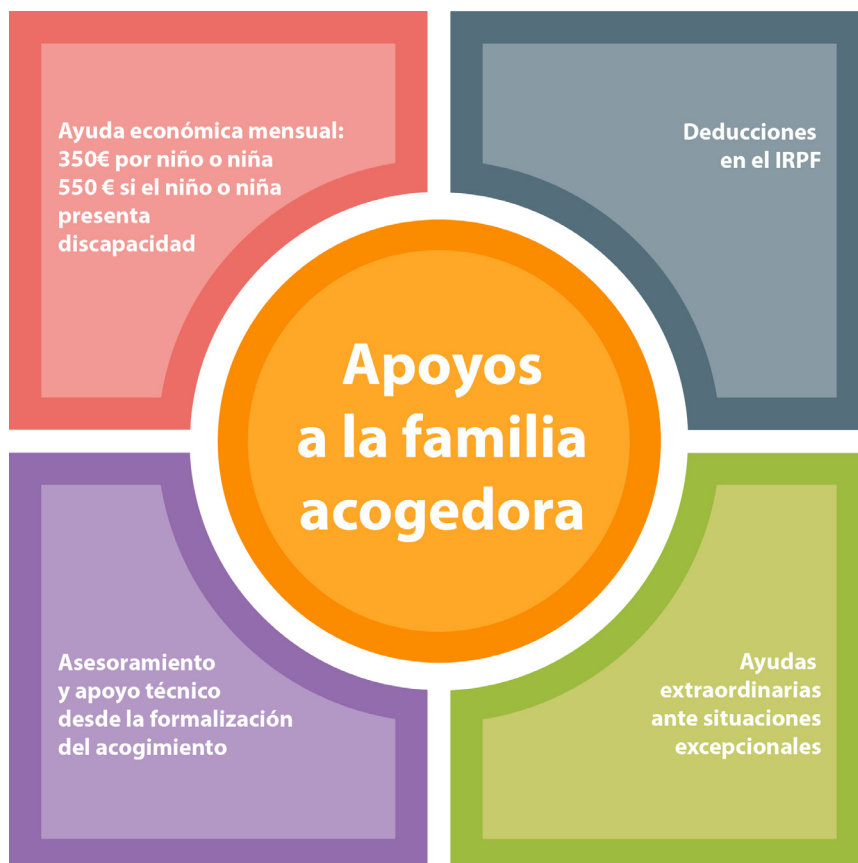 Ayuda económica mensual:
350€ por niño o niña
550 € si el niño o niña
presenta
discapacidad
Deducciones
en el IRPF
Apoyos
a la familia
acogedora
Asesoramiento
y apoyo técnico
desde la formalización
del acogimiento
Ayudas
extraordinarias
ante situaciones
excepcionales